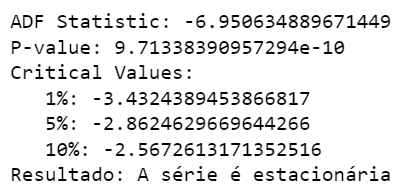 ADF Statistic: -6.950634889671449
P-value: 9.71338390957294e-10
Critical Values:
1%: -3.4324389453866817
5%: -2.8624629669644266
10%: -2.5672613171352516
Resultado: A série é estacionária